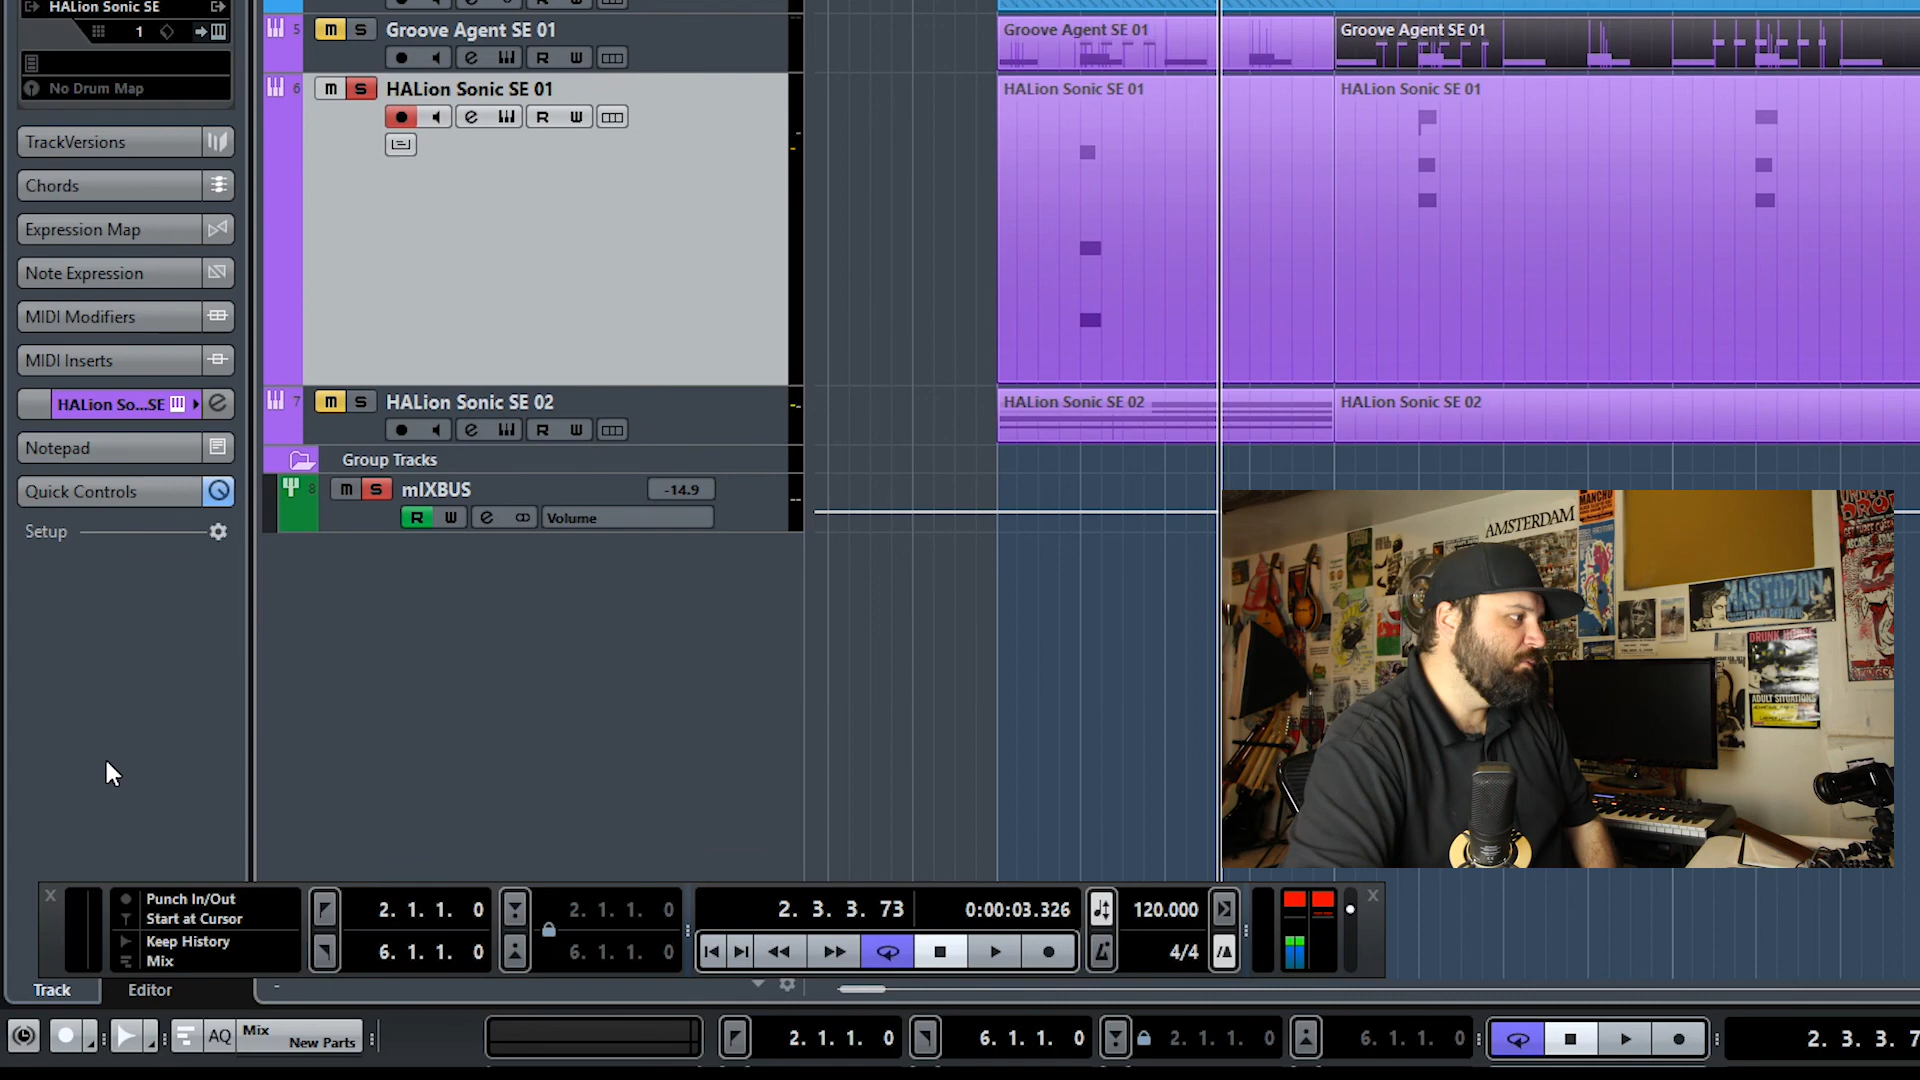 HALion Sonic SE
1
No Drum Map
TrackVersions
Chords
Expression Map
Note Expression
MIDI Modifiers
MIDI Inserts
HALion So...SE
Notepad
Quick Controls
Setup
5
m S
Groove Agent SE 01
R W
6
m S
HALion Sonic SE 01
R W
7
m S
HALion Sonic SE 02
R W
Group Tracks
8
m S
mIXBUS
-14.9
R W
Volume
Groove Agent SE 01
Groove Agent SE 01
HALion Sonic SE 01
HALion Sonic SE 01
HALion Sonic SE 02
HALion Sonic SE 02
AMSTERDAM
MANCHO
MASTODON
DRUNK HORSE
ADULT SITUATIONS
Punch In/Out
Start at Cursor
Keep History
Mix
2. 1. 1. 0
6. 1. 1. 0
2. 1. 1. 0
6. 1. 1. 0
2. 3. 3. 73
0:00:03.326
120.000
4/4
X
X
Track
Editor
-
AQ
Mix
New Parts
2. 1. 1. 0
6. 1. 1. 0
2. 1. 1. 0
6. 1. 1. 0
2. 3. 3. 7